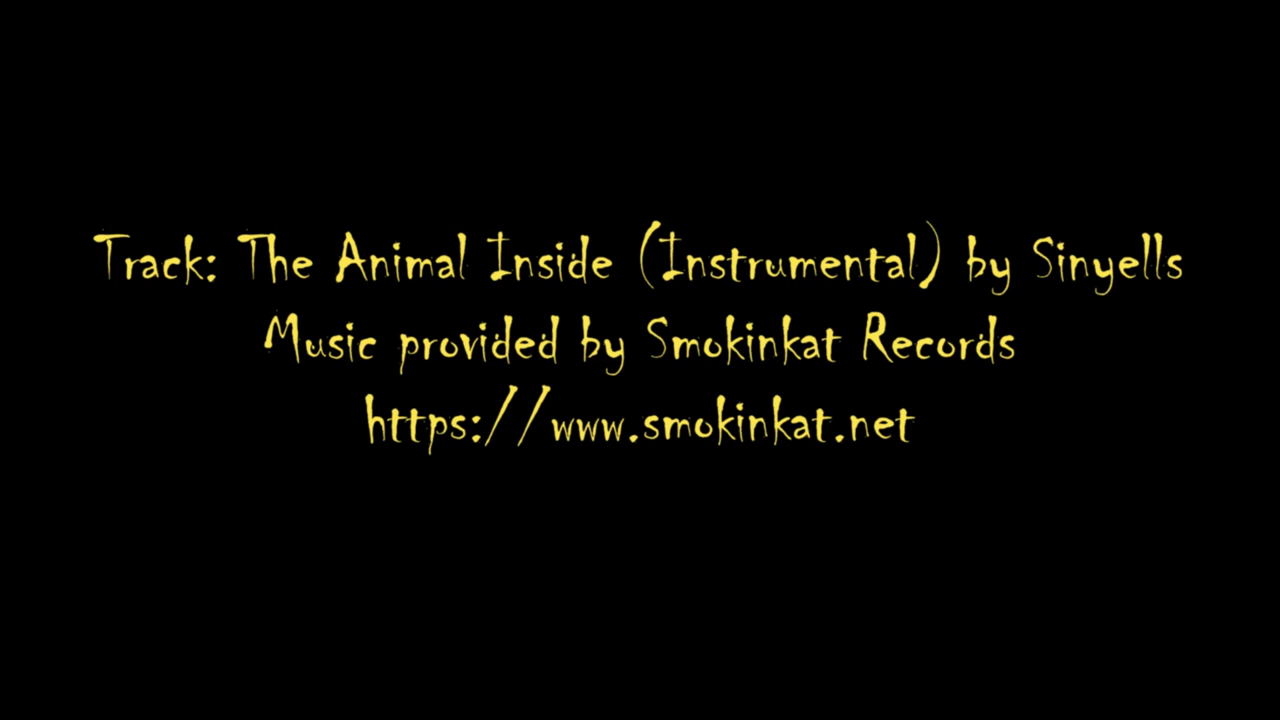 Track: The Animal Inside (Instrumental) by Sinyells
Music provided by Smokinkat Records
https://www.smokinkat.net